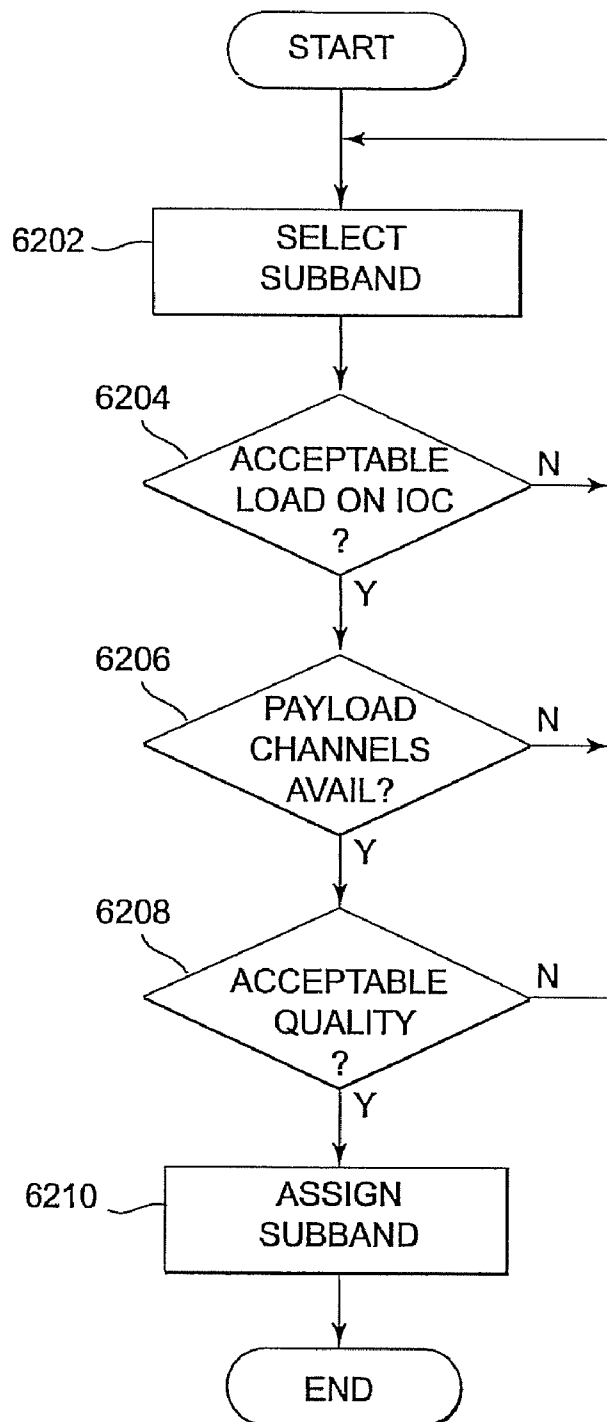 START
6202
SELECT
SUBBAND
6204
ACCEPTABLE
LOAD ON IOC
?
N
Y
6206
PAYLOAD
CHANNELS
AVAIL?
N
Y
6208
ACCEPTABLE
QUALITY
?
N
Y
6210
ASSIGN
SUBBAND
END